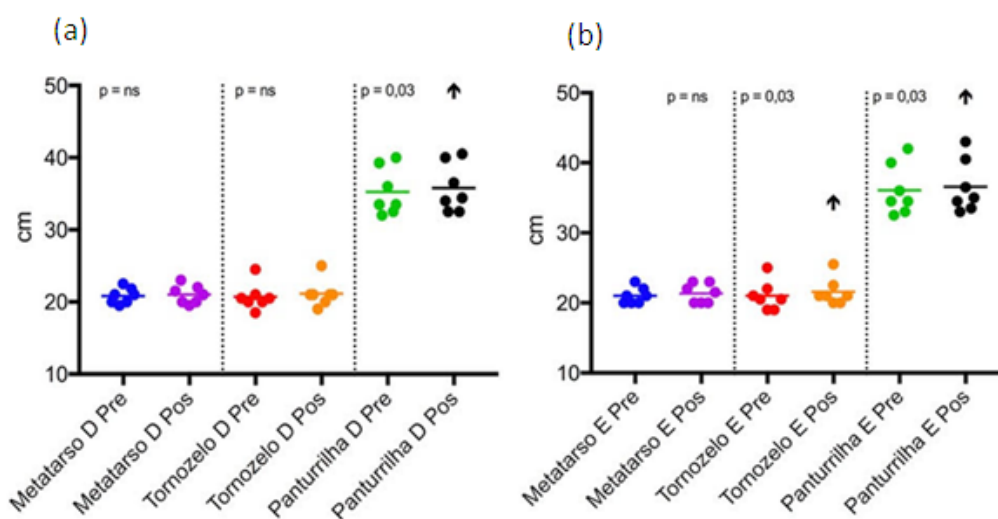 (a)
50
40
30
20
10
cm
p = ns
p = ns
p = 0,03
Metatarso D Pre
Metatarso D Pos
Tornozelo D Pre
Tornozelo D Pos
Panturrilha D Pre
Panturrilha D Pos
(b)
50
40
30
20
10
cm
p = ns
p = 0,03
p = 0,03
Metatarso E Pre
Metatarso E Pos
Tornozelo E Pre
Tornozelo E Pos
Panturrilha E Pre
Panturrilha E Pos